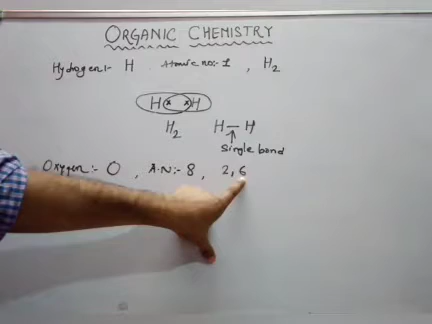 ORGANIC CHEMISTRY
Hydrogen:- H Atomic no:- 1 , H₂
H x x H
H₂ H — H
Single bond
Oxygen:- O , A.N:- 8 , 2, 6